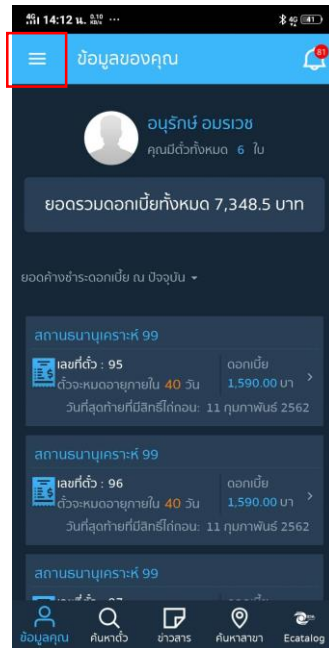 4G 14:12 น. 0.10 KB/s ... 4G 41
ข้อมูลของคุณ
81
อนุรักษ์ อมรเวช
คุณมีตั๋วทั้งหมด 6 ใบ
ยอดรวมดอกเบี้ยทั้งหมด 7,348.5 บาท
ยอดค้างชำระดอกเบี้ย ณ ปัจจุบัน
สถานธนานุเคราะห์ 99
เลขที่ตั๋ว : 95 ดอกเบี้ย
ตั๋วจะหมดอายุภายใน 40 วัน 1,590.00 บา
วันที่สุดท้ายที่มีสิทธิ์ไถ่ถอน: 11 กุมภาพันธ์ 2562
สถานธนานุเคราะห์ 99
เลขที่ตั๋ว : 96 ดอกเบี้ย
ตั๋วจะหมดอายุภายใน 40 วัน 1,590.00 บา
วันที่สุดท้ายที่มีสิทธิ์ไถ่ถอน: 11 กุมภาพันธ์ 2562
สถานธนานุเคราะห์ 99
ข้อมูลคุณ ค้นหาตั๋ว ข่าวสาร ค้นหาสาขา Ecatalog